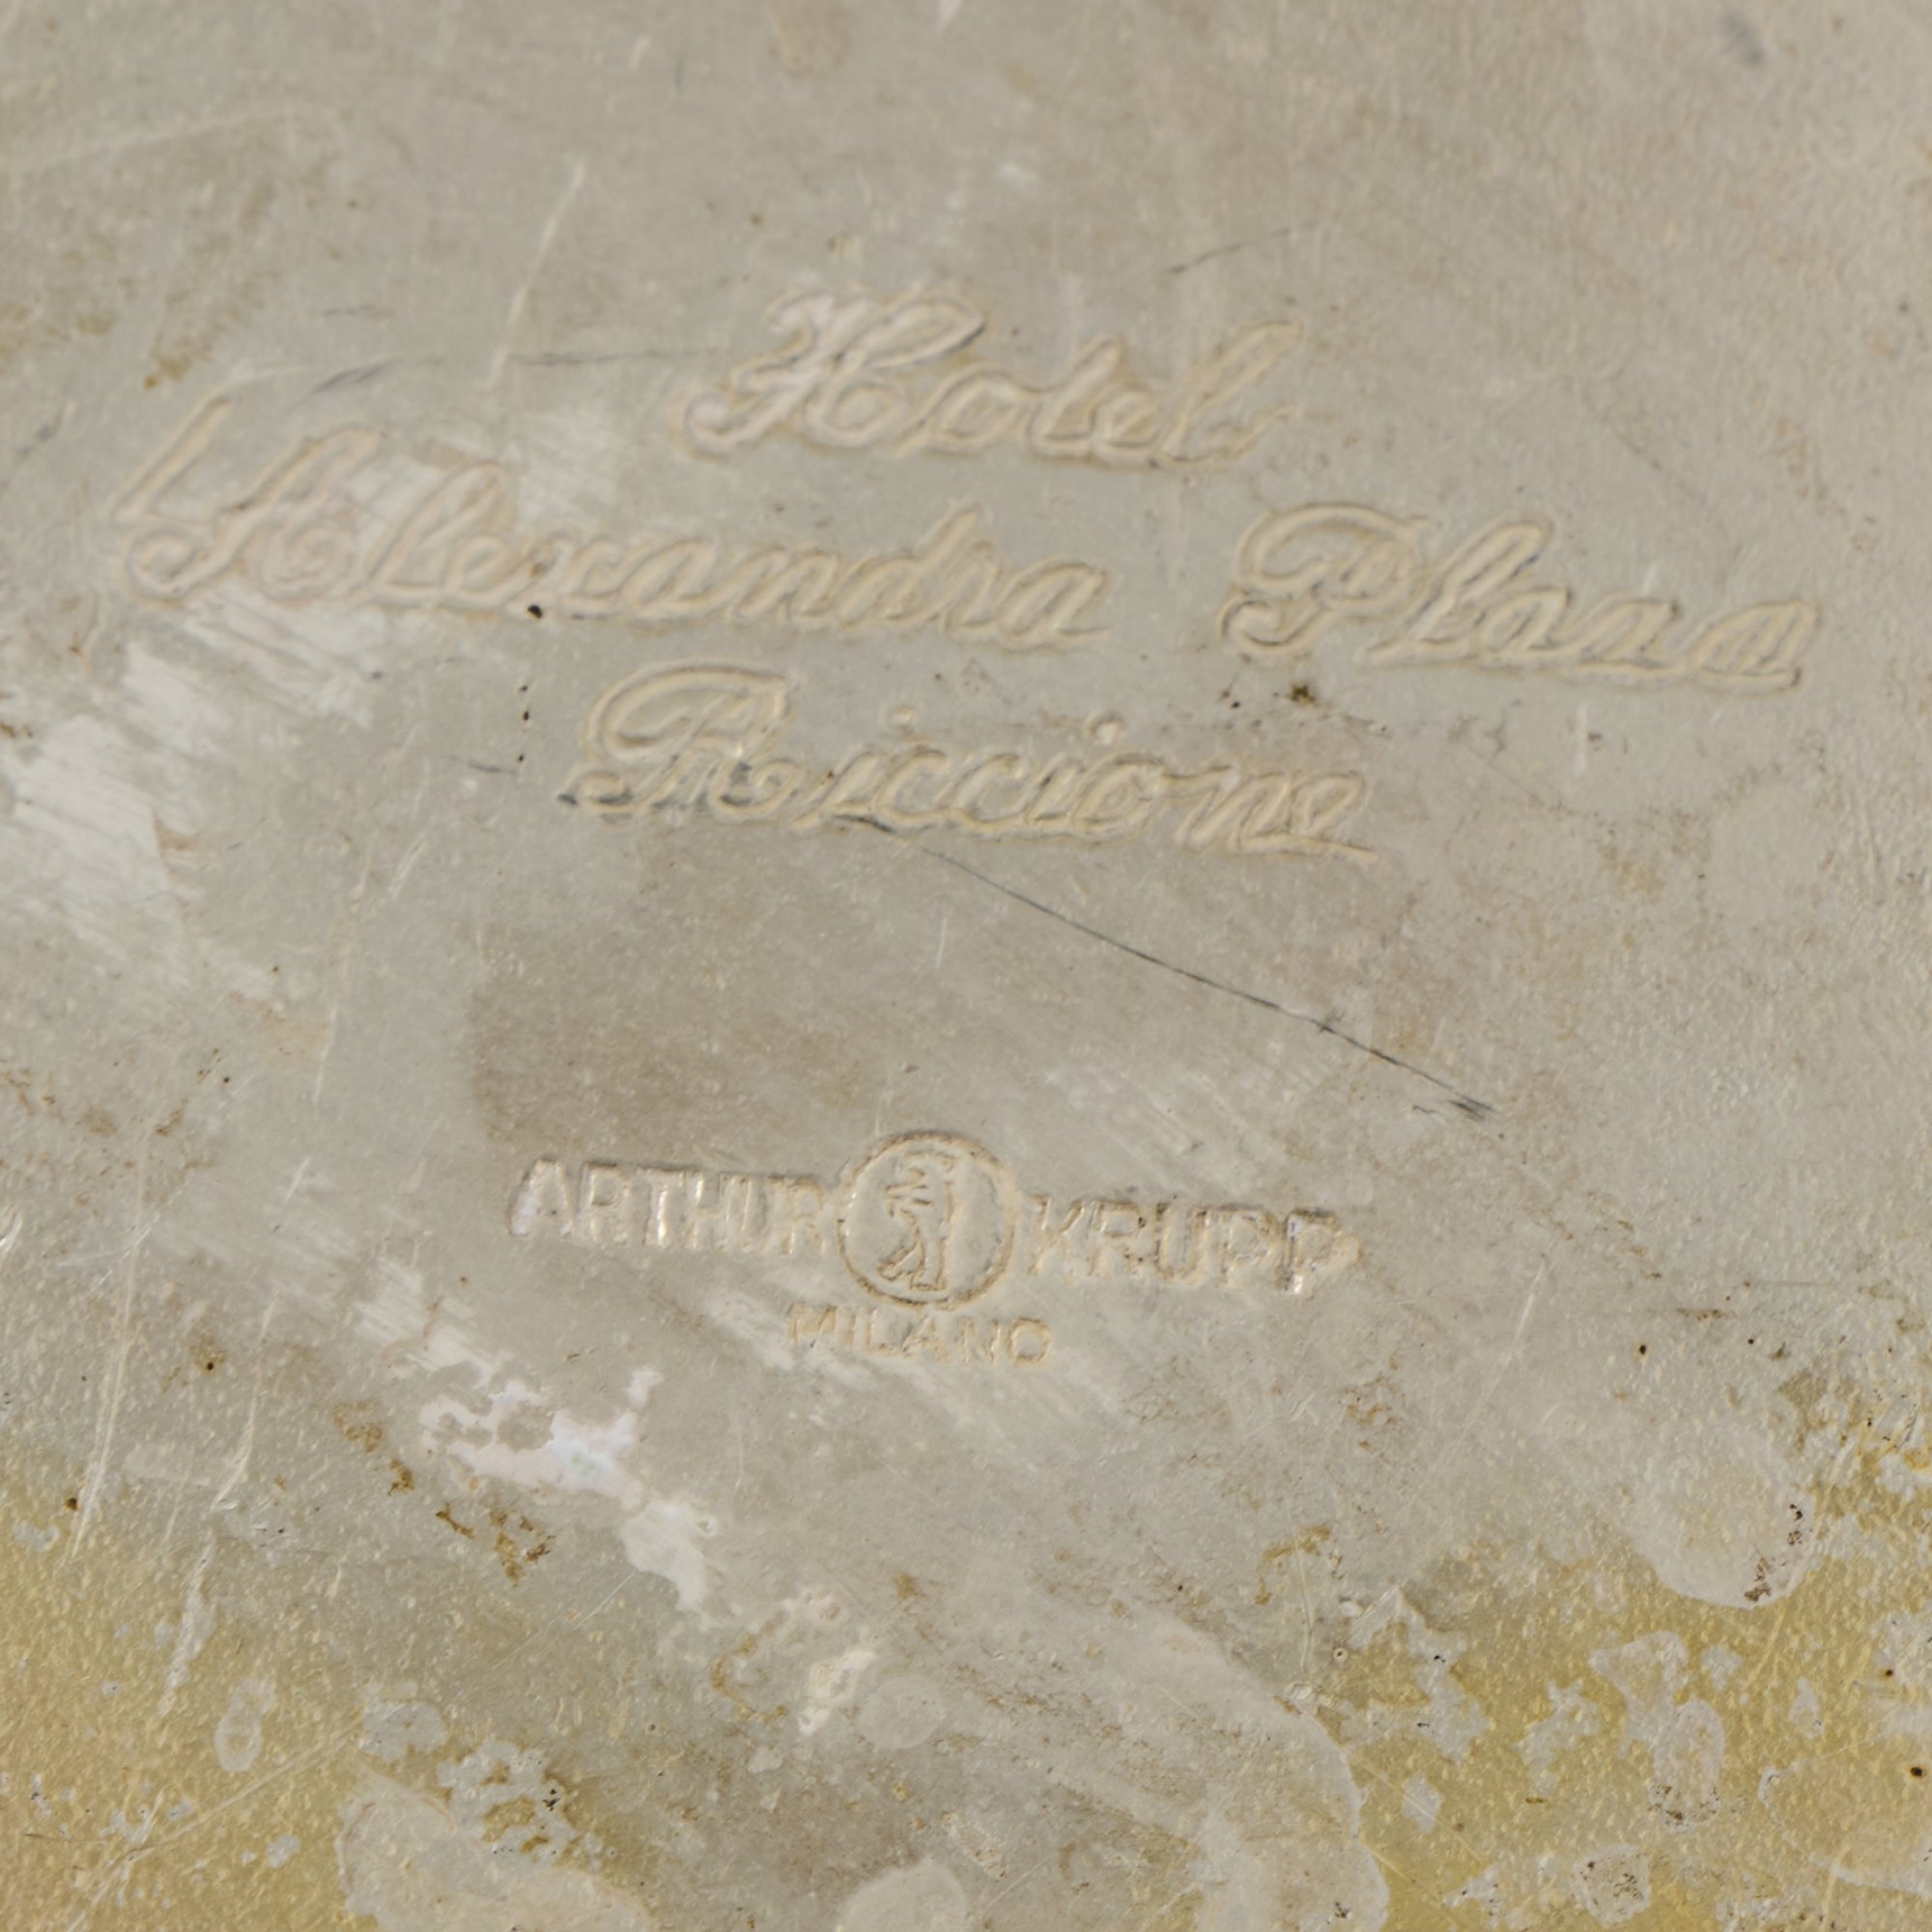 Hotel
Alexandra Plaza
Riccione
ARTHUR KRUPP
MILANO